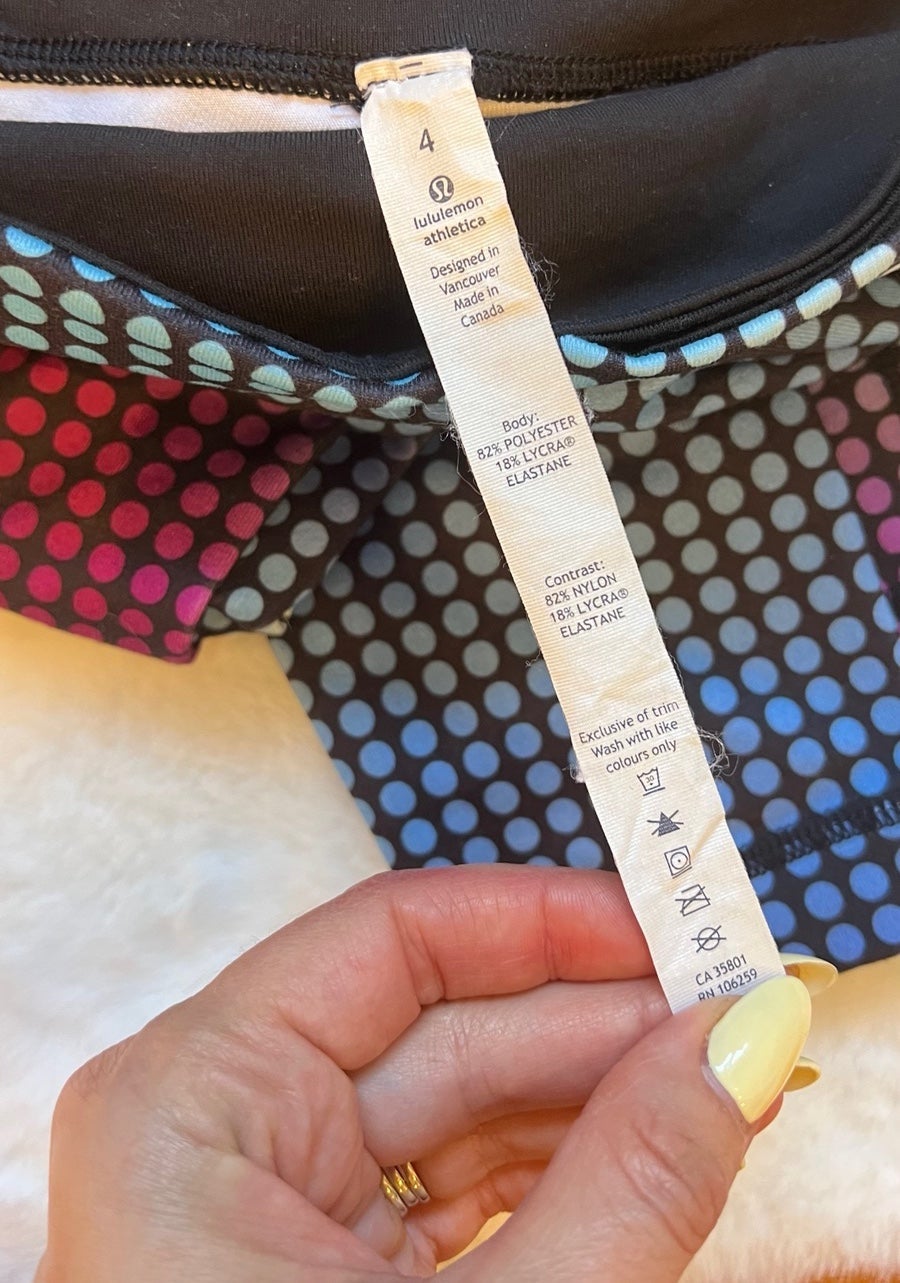 4
lululemon
athletica
Designed in
Vancouver
Made in
Canada
Body:
82% POLYESTER
18% LYCRA®
ELASTANE
Contrast:
82% NYLON
18% LYCRA®
ELASTANE
Exclusive of trim
Wash with like
colours only
30
CA 35801
RN 106259